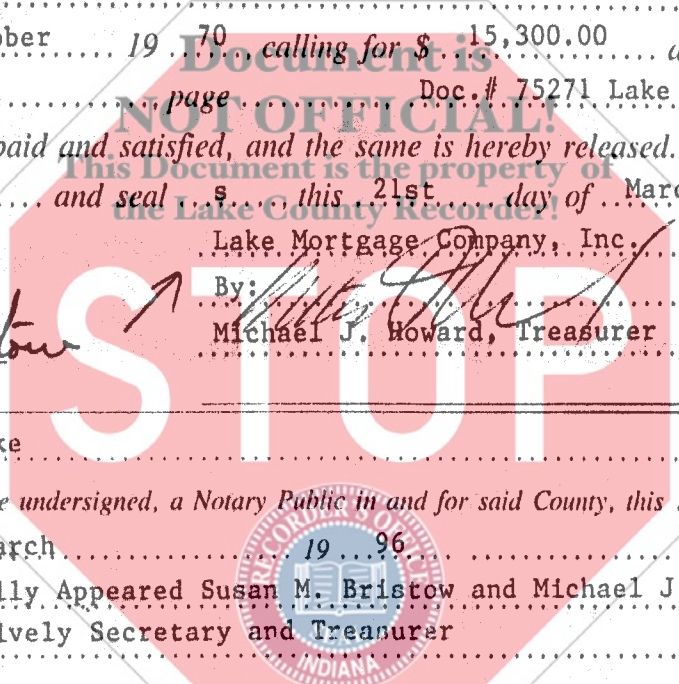 ober 19 70, calling for $ 15,300.00
Document is
page Doc.# 75271 Lake
NOT OFFICIAL!
paid and satisfied, and the same is hereby released.
This Document is the property of
and seal s, this 21st day of Marc
the Lake County Recorder!
Lake Mortgage Company, Inc.
By:
Michael J. Howard, Treasurer
STOP
ke
e undersigned, a Notary Public in and for said County, this
arch 19 96
lly Appeared Susan M. Bristow and Michael J
ively Secretary and Treasurer
RECORDER'S OFFICE
INDIANA